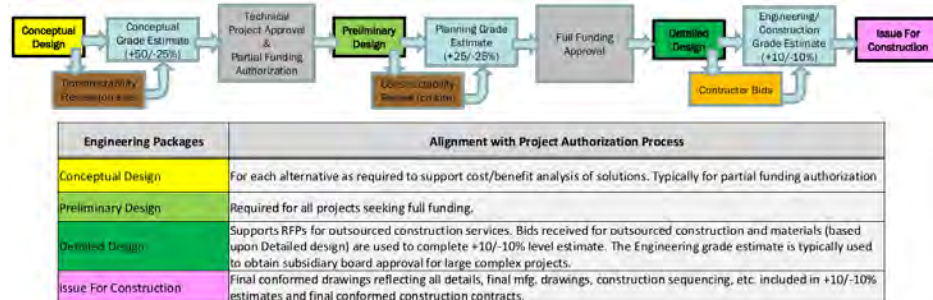 Conceptual
Design
Conceptual
Grade Estimate
(+50/-25%)
Technical
Project Approval
&
Partial Funding
Authorization
Preliminary
Design
Planning Grade
Estimate
(+25/-25%)
Full Funding
Approval
Detailed
Design
Engineering/
Construction
Grade Estimate
(+10/-10%)
Issue For
Construction
Constructability
Constructability
Review
Contractor Bids
Engineering Packages
Alignment with Project Authorization Process
Conceptual Design
For each alternative as required to support cost/benefit analysis of solutions. Typically for partial funding authorization
Preliminary Design
Required for all projects seeking full funding.
Detailed Design
Supports RFPs for outsourced construction services. Bids received for outsourced construction and materials (based
upon Detailed design) are used to complete +10/-10% level estimate. The Engineering grade estimate is typically used
to obtain subsidiary board approval for large complex projects.
Issue For Construction
Final conformed drawings reflecting all details, final mfg. drawings, construction sequencing, etc. included in +10/-10%
estimates and final conformed construction contracts.